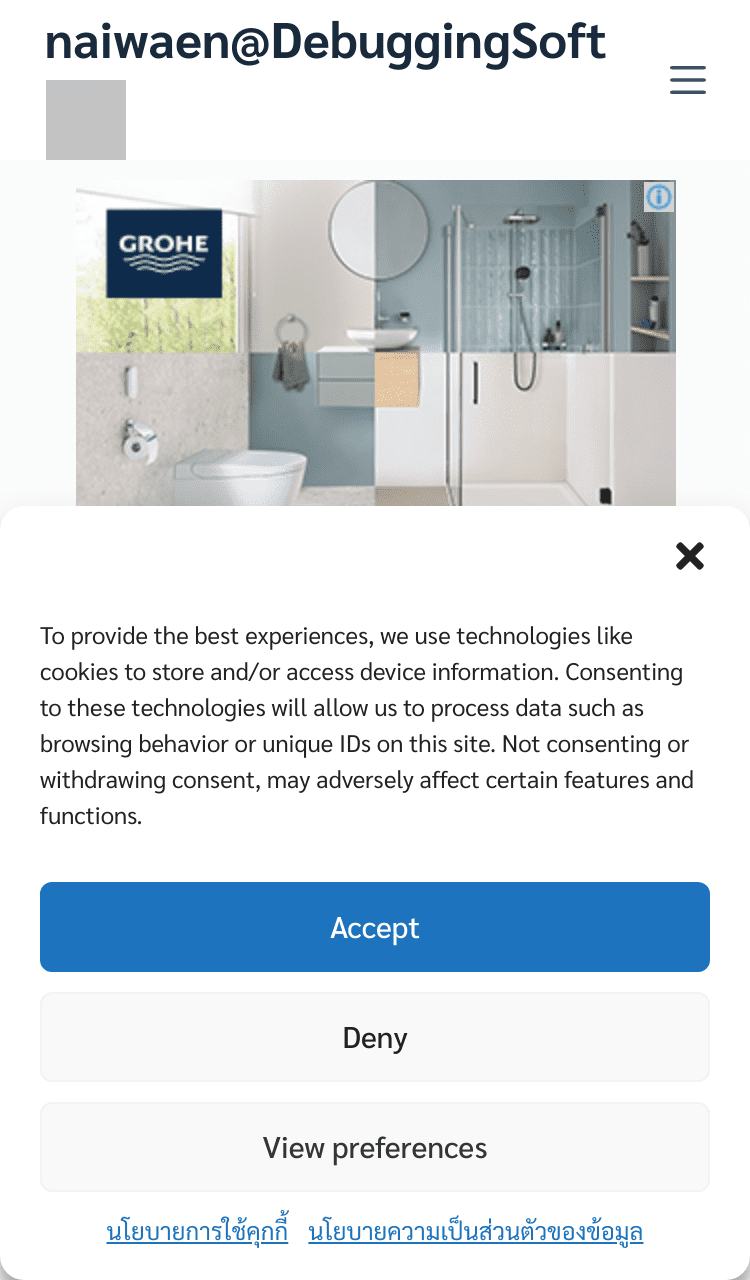 naiwaen@DebuggingSoft
GROHE
To provide the best experiences, we use technologies like
cookies to store and/or access device information. Consenting
to these technologies will allow us to process data such as
browsing behavior or unique IDs on this site. Not consenting or
withdrawing consent, may adversely affect certain features and
functions.
Accept
Deny
View preferences
นโยบายการใช้คุกกี้ นโยบายความเป็นส่วนตัวของข้อมูล